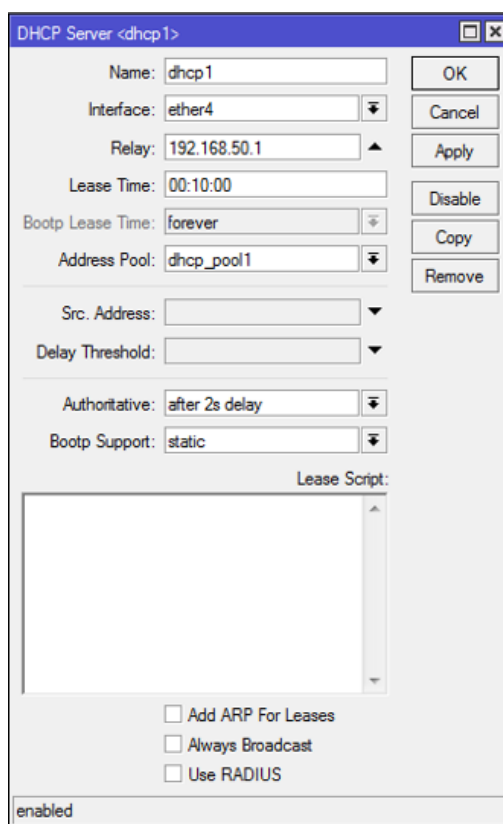 DHCP Server <dhcp1>
Name: dhcp1
OK
Interface: ether4
Cancel
Relay: 192.168.50.1
Apply
Lease Time: 00:10:00
Disable
Bootp Lease Time: forever
Copy
Address Pool: dhcp_pool1
Remove
Src. Address:
Delay Threshold:
Authoritative: after 2s delay
Bootp Support: static
Lease Script:
Add ARP For Leases
Always Broadcast
Use RADIUS
enabled